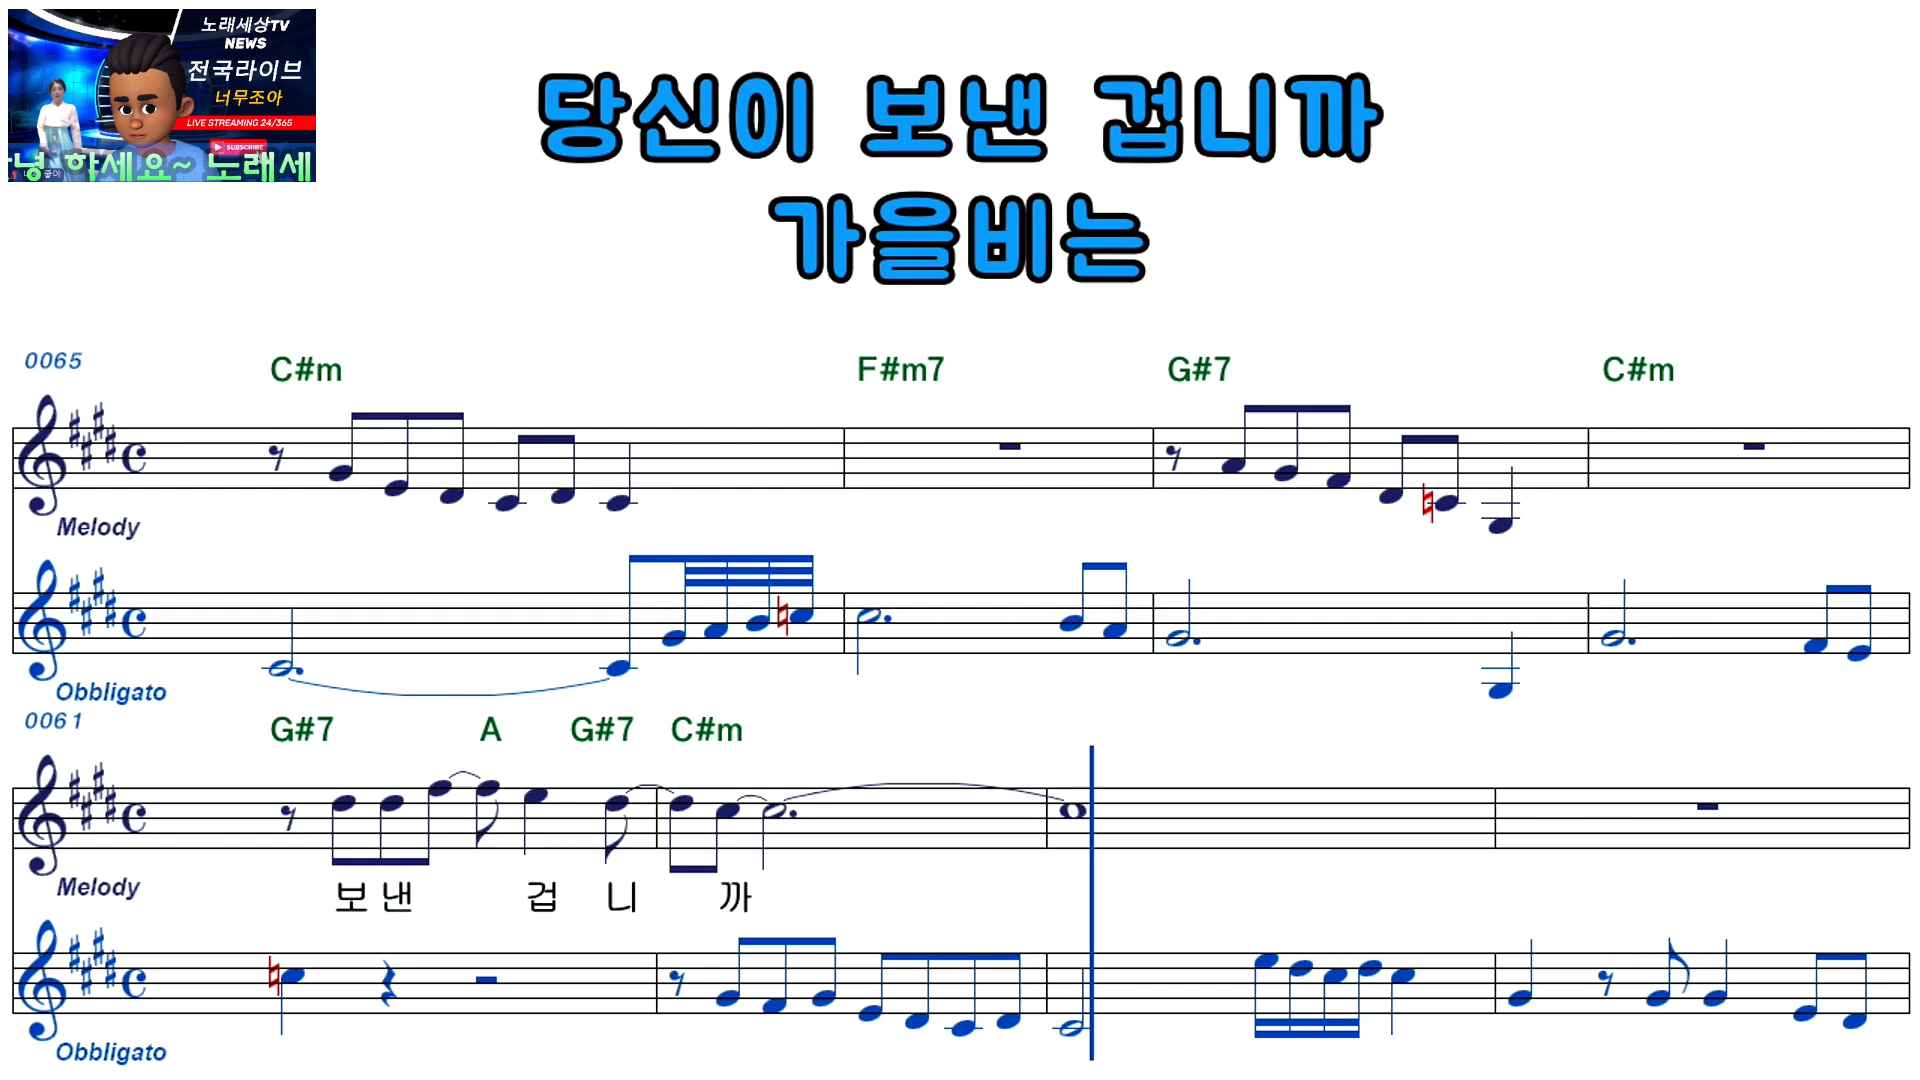 노래세상TV
NEWS
전국라이브
너무조아
LIVE STREAMING 24/365
SUBSCRIBE
녕 하세요~ 노래세
당신이 보낸 겁니까
가을비는
0065
C#m F#m7 G#7 C#m
Melody
Obbligato
0061
G#7 A G#7 C#m
Melody
보낸 겁니까
Obbligato